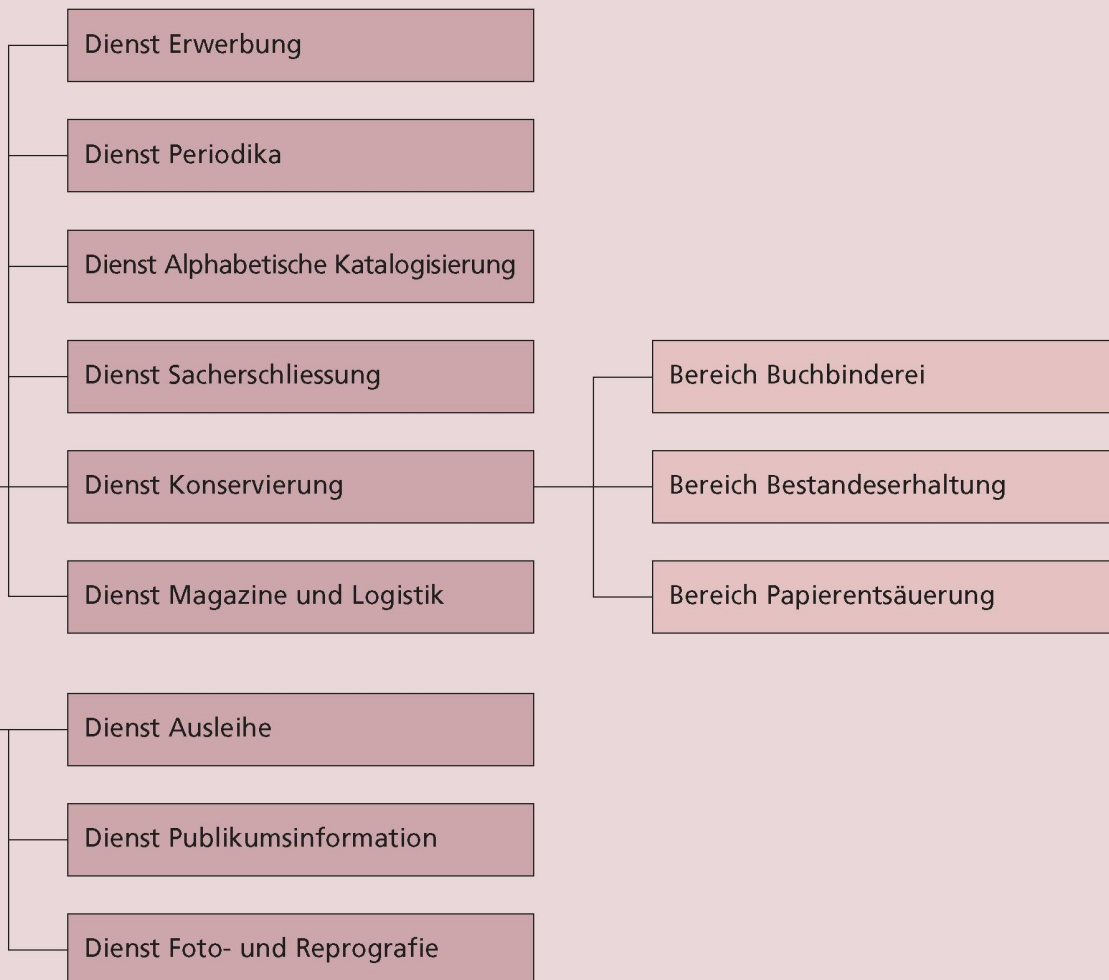 Dienst Erwerbung
Dienst Periodika
Dienst Alphabetische Katalogisierung
Dienst Sacherschliessung
Dienst Konservierung
Bereich Buchbinderei
Bereich Bestandeserhaltung
Bereich Papierentsäuerung
Dienst Magazine und Logistik
Dienst Ausleihe
Dienst Publikumsinformation
Dienst Foto- und Reprografie